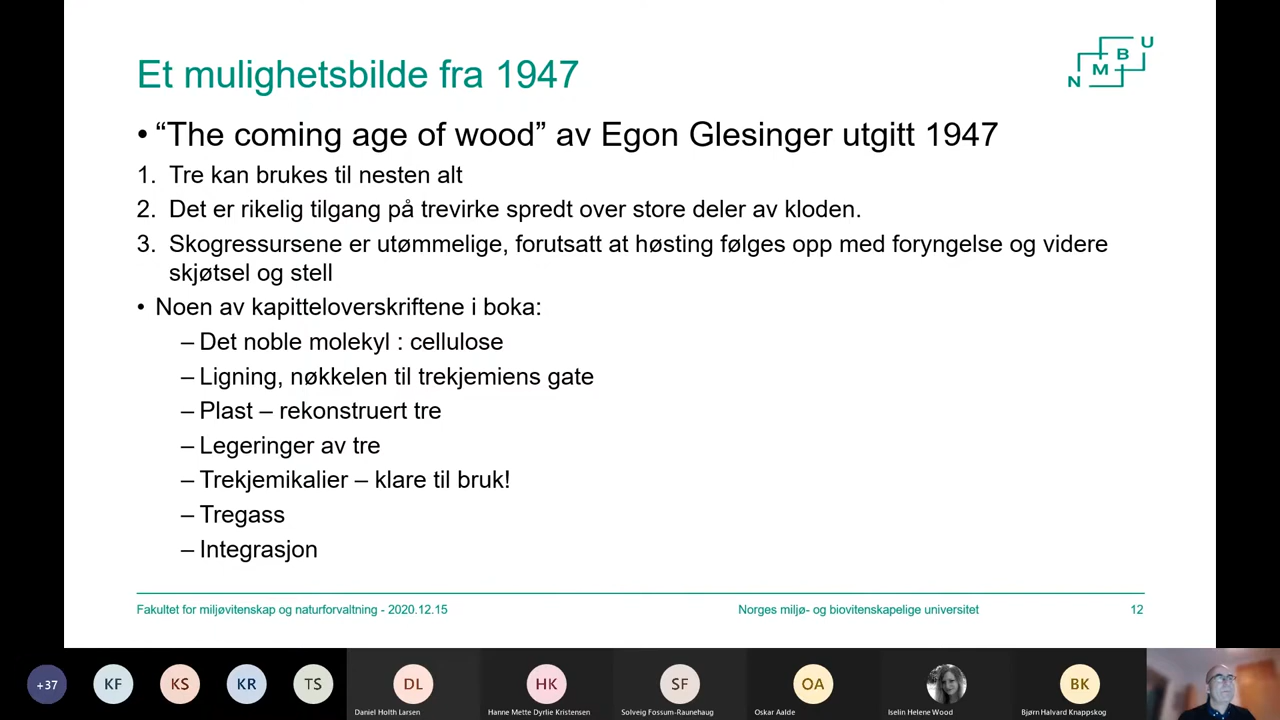 Et mulighetsbilde fra 1947
N M B U
• “The coming age of wood” av Egon Glesinger utgitt 1947
1. Tre kan brukes til nesten alt
2. Det er rikelig tilgang på trevirke spredt over store deler av kloden.
3. Skogressursene er utømmelige, forutsatt at høsting følges opp med foryngelse og videre
skjøtsel og stell
• Noen av kapitteloverskriftene i boka:
– Det noble molekyl : cellulose
– Ligning, nøkkelen til trekjemiens gate
– Plast – rekonstruert tre
– Legeringer av tre
– Trekjemikalier – klare til bruk!
– Tregass
– Integrasjon
Fakultet for miljøvitenskap og naturforvaltning - 2020.12.15
Norges miljø- og biovitenskapelige universitet
12
+37
KF
KS
KR
TS
DL
HK
SF
OA
BK
Daniel Holth Larsen
Hanne Mette Dyrlie Kristensen
Solveig Fossum-Raunehaug
Oskar Aalde
Iselin Helene Wood
Bjørn Halvard Knappskog